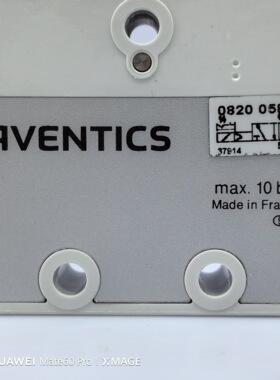 AVENTICS
0820 05
37914
max. 10 b
Made in Fra
HUAWEI Mate60 Pro | XMAGE